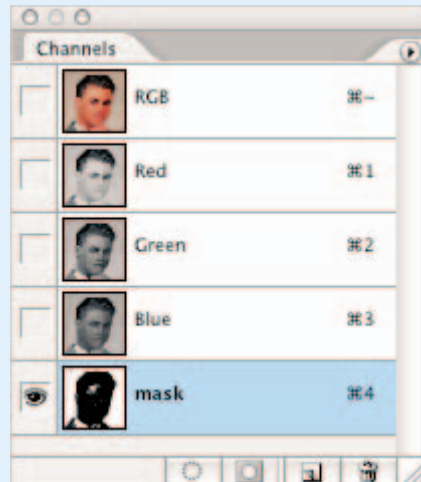 Channels
RGB ⌘~
Red ⌘1
Green ⌘2
Blue ⌘3
mask ⌘4